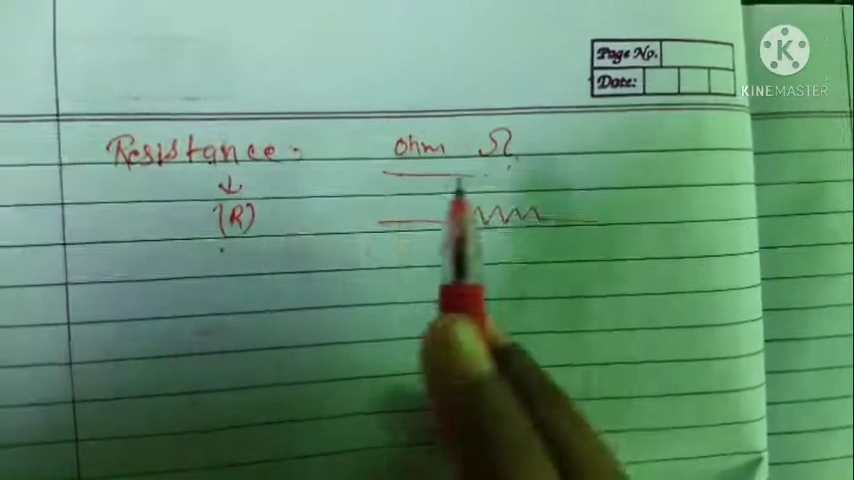 Page No.
Date:
K
KINEMASTER
Resistance :
ohm Ω
(R)